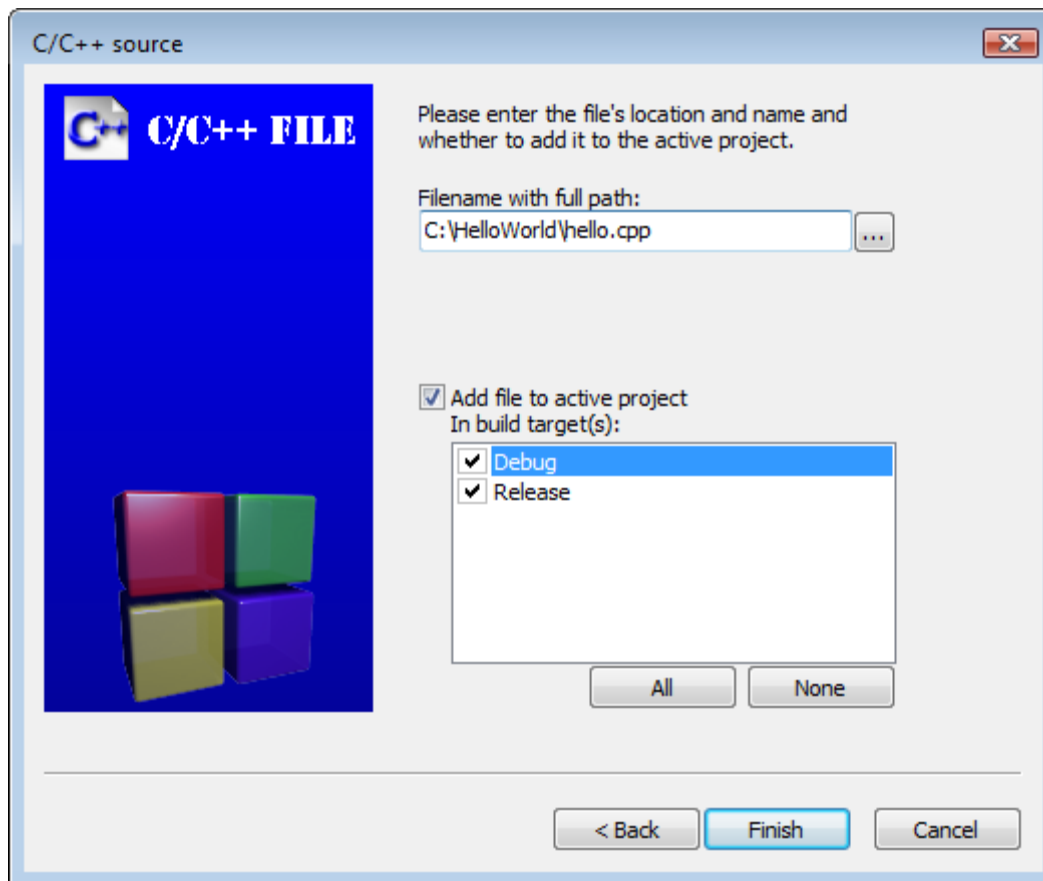 C/C++ source
C++ C/C++ FILE
Please enter the file's location and name and
whether to add it to the active project.
Filename with full path:
C:\HelloWorld\hello.cpp
...
Add file to active project
In build target(s):
Debug
Release
All None
< Back Finish Cancel